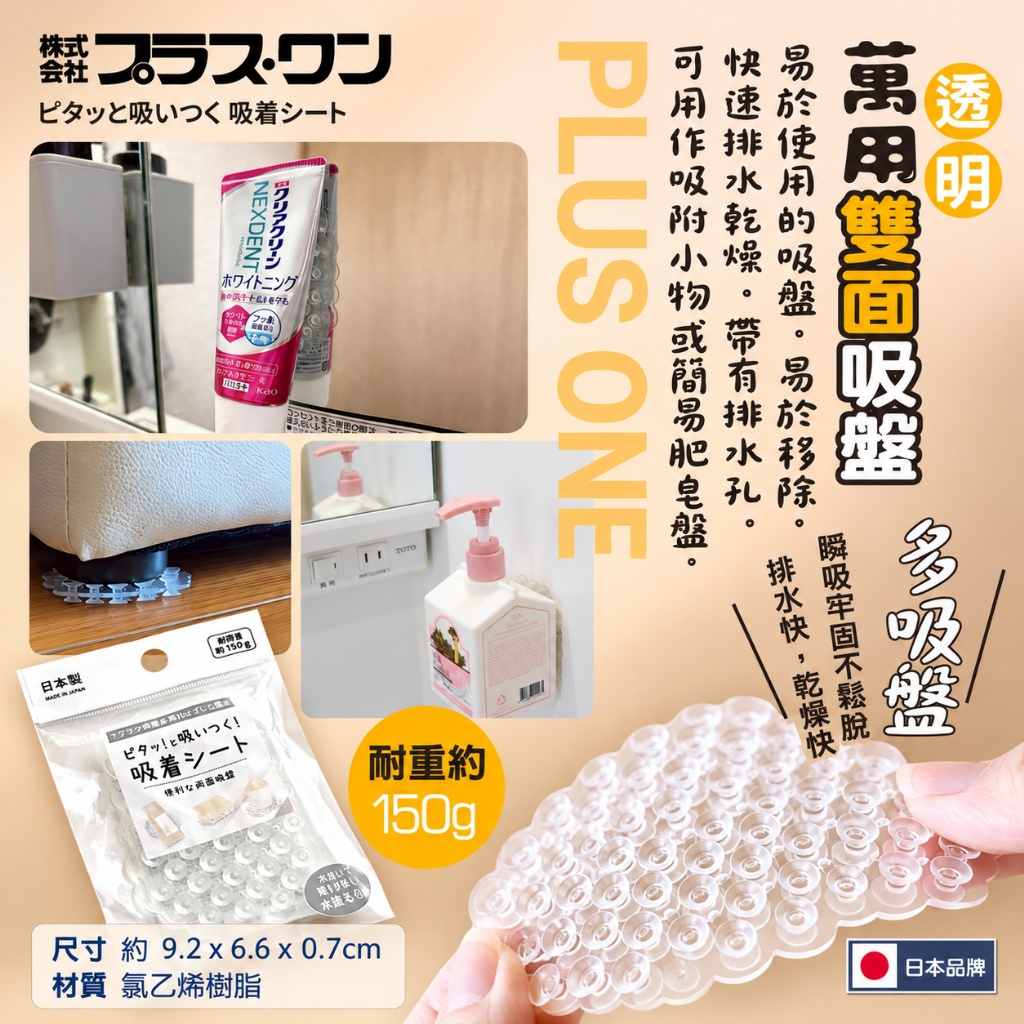 株式
会社
プラス・ワン
ピタッと吸いつく 吸着シート
PLUS ONE
透明
萬用雙面吸盤
易於使用的吸盤。易於移除。
快速排水乾燥。帶有排水孔。
可用作吸附小物或簡易肥皂盤。
クリアクリーン
NEXDENT
ホワイトニング
Kao
TOTO
多吸盤
瞬吸牢固不鬆脫
排水快，乾燥快
耐荷重
約150g
日本製
MADE IN JAPAN
ピタッ!と吸いつく!
吸着シート
便利な両面吸盤
耐重約
150g
尺寸 約 9.2 x 6.6 x 0.7cm
材質 氯乙烯樹脂
日本品牌